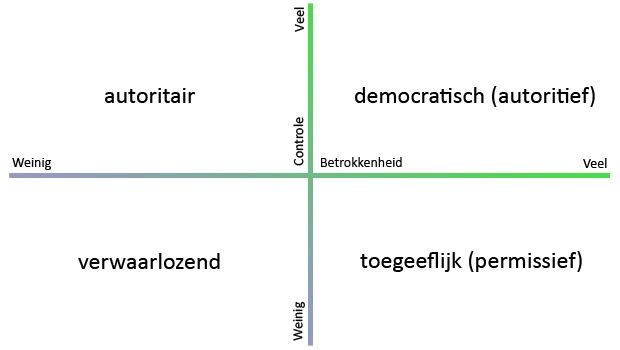 Veel
autoritair
democratisch (autoritief)
Controle
Weinig
Betrokkenheid
Veel
verwaarlozend
toegeeflijk (permissief)
Weinig